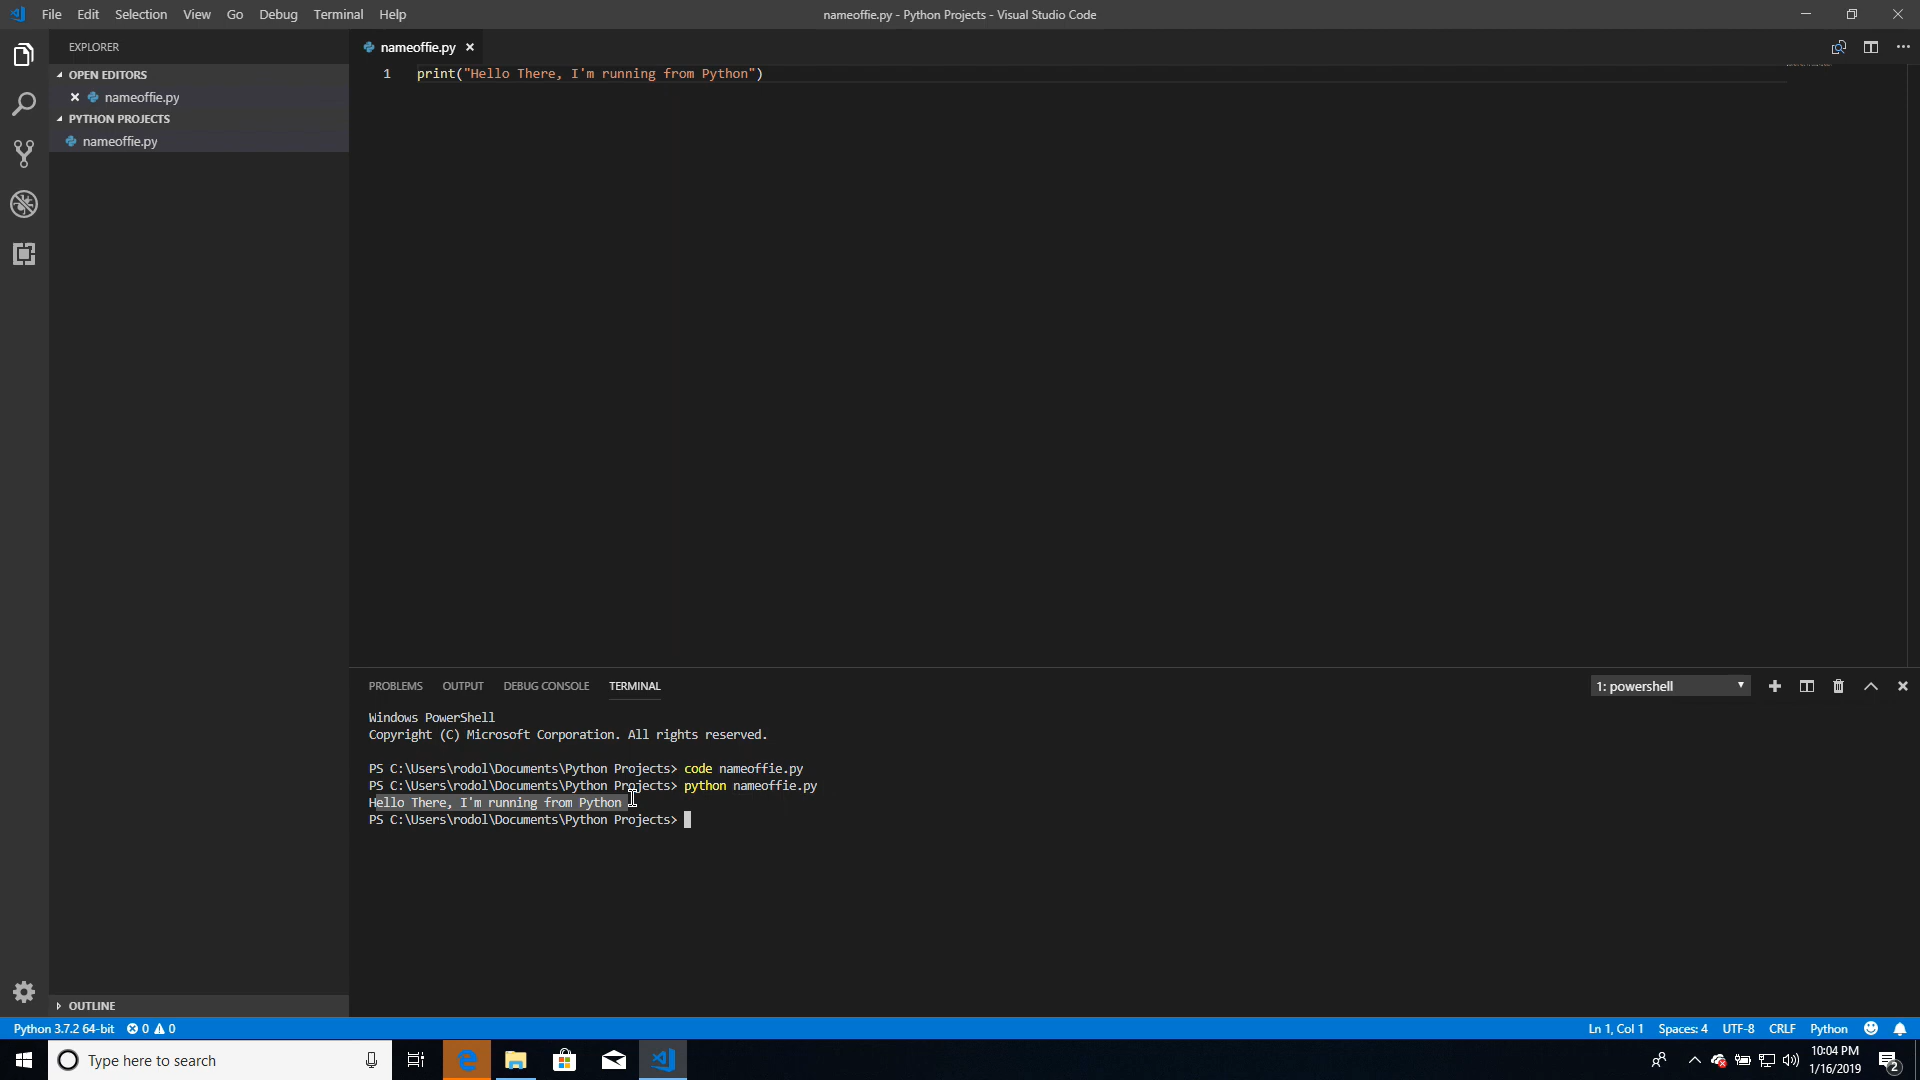 File Edit Selection View Go Debug Terminal Help
nameoffie.py - Python Projects - Visual Studio Code
EXPLORER
OPEN EDITORS
nameoffie.py
PYTHON PROJECTS
nameoffie.py
OUTLINE
nameoffie.py
1 print("Hello There, I'm running from Python")
PROBLEMS OUTPUT DEBUG CONSOLE TERMINAL
1: powershell
Windows PowerShell
Copyright (C) Microsoft Corporation. All rights reserved.
PS C:\Users\rodol\Documents\Python Projects> code nameoffie.py
PS C:\Users\rodol\Documents\Python Projects> python nameoffie.py
Hello There, I'm running from Python
PS C:\Users\rodol\Documents\Python Projects>
Python 3.7.2 64-bit 0 0 Ln 1, Col 1 Spaces: 4 UTF-8 CRLF Python
Type here to search
10:04 PM
1/16/2019
2